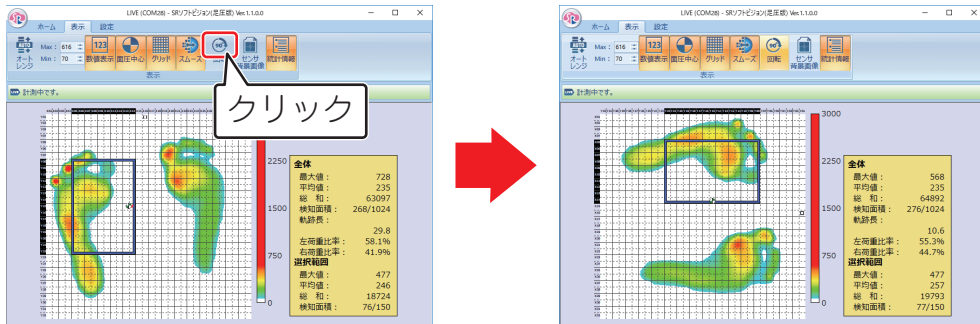 LIVE (COM28) - SRソフトビジョン(足圧版) Ver.1.1.0.0
ホーム 表示 設定
Max: 616
Min: 70
AUTO
123
90°
オートレンジ
数値表示 面圧中心 グリッド スムーズ センサ背景画像 統計情報
表示
クリック
LIVE 計測中です。
2250
1500
750
0
全体
最大値: 728
平均値: 235
総 和: 63097
検知面積: 268/1024
軌跡長:
29.8
左荷重比率: 58.1%
右荷重比率: 41.9%
選択範囲
最大値: 477
平均値: 246
総 和: 18724
検知面積: 76/150
LIVE (COM28) - SRソフトビジョン(足圧版) Ver.1.1.0.0
ホーム 表示 設定
Max: 616
Min: 70
AUTO
123
90°
オートレンジ
数値表示 面圧中心 グリッド スムーズ 回転 センサ背景画像 統計情報
表示
LIVE 計測中です。
3000
2250
1500
750
0
全体
最大値: 568
平均値: 235
総 和: 64892
検知面積: 276/1024
軌跡長:
10.6
左荷重比率: 55.3%
右荷重比率: 44.7%
選択範囲
最大値: 477
平均値: 257
総 和: 19793
検知面積: 77/150